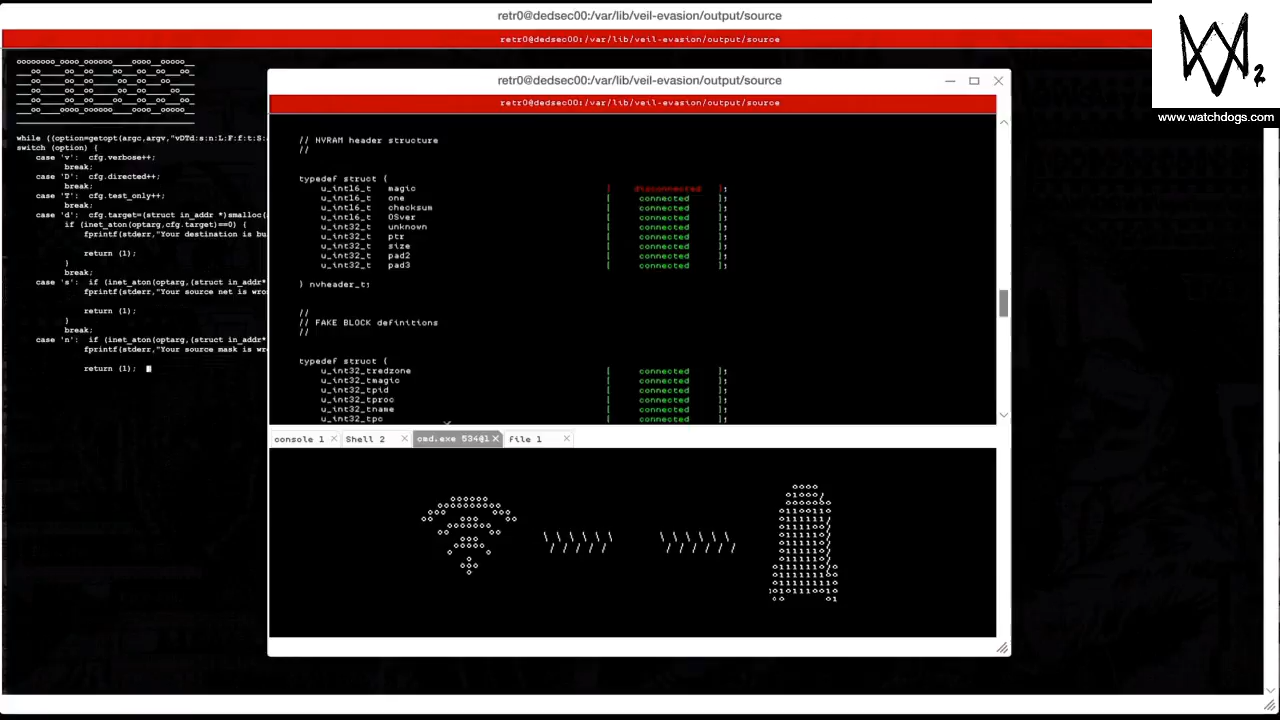 retr0@dedsec00:/var/lib/veil-evasion/output/source
retr0@dedsec00:/var/lib/veil-evasion/output/source
2
www.watchdogs.com
while ((option=getopt(argc,argv,"vDTd:s:n:L:F:f:t:S:
switch (option) {
case 'v': cfg.verbose++;
break;
case 'D': cfg.directed++;
break;
case 'T': cfg.test_only++;
break;
case 'd': cfg.target=(struct in_addr *)smalloc(
if (inet_aton(optarg,cfg.target)==0) {
fprintf(stderr,"Your destination is bu
return (1);
}
break;
case 's': if (inet_aton(optarg,(struct in_addr*
fprintf(stderr,"Your source net is wro
return (1);
}
break;
case 'n': if (inet_aton(optarg,(struct in_addr*
fprintf(stderr,"Your source mask is wr
return (1);
retr0@dedsec00:/var/lib/veil-evasion/output/source
retr0@dedsec00:/var/lib/veil-evasion/output/source
// NVRAM header structure
//
typedef struct {
u_int16_t magic [ disconnected ];
u_int16_t one [ connected ];
u_int16_t checksum [ connected ];
u_int16_t OSver [ connected ];
u_int32_t unknown [ connected ];
u_int32_t ptr [ connected ];
u_int32_t size [ connected ];
u_int32_t pad2 [ connected ];
u_int32_t pad3 [ connected ];
} nvheader_t;
//
// FAKE BLOCK definitions
//
typedef struct {
u_int32_tredzone [ connected ];
u_int32_tmagic [ connected ];
u_int32_tpid [ connected ];
u_int32_tproc [ connected ];
u_int32_tname [ connected ];
u_int32_tpc [ connected ];
console 1 Shell 2 cmd.exe 534@1 File 1